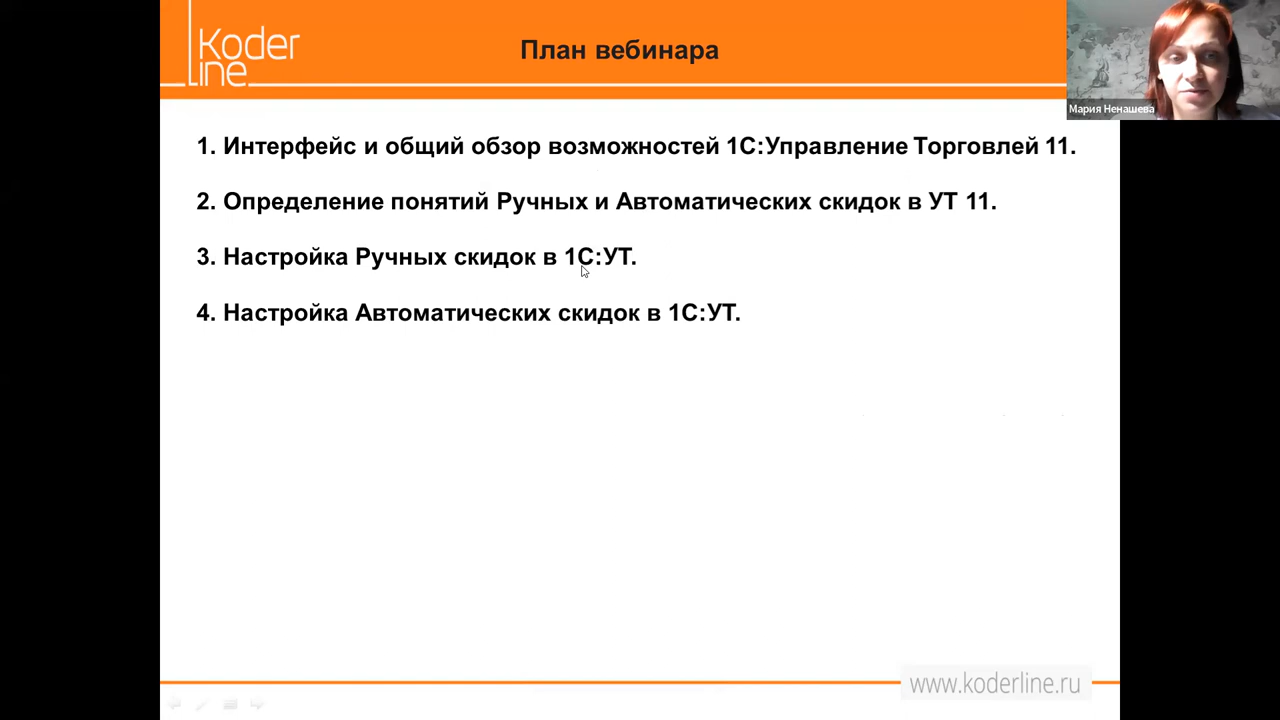 Koder
line
План вебинара
Мария Ненашева
1. Интерфейс и общий обзор возможностей 1С:Управление Торговлей 11.
2. Определение понятий Ручных и Автоматических скидок в УТ 11.
3. Настройка Ручных скидок в 1С:УТ.
4. Настройка Автоматических скидок в 1С:УТ.
www.koderline.ru